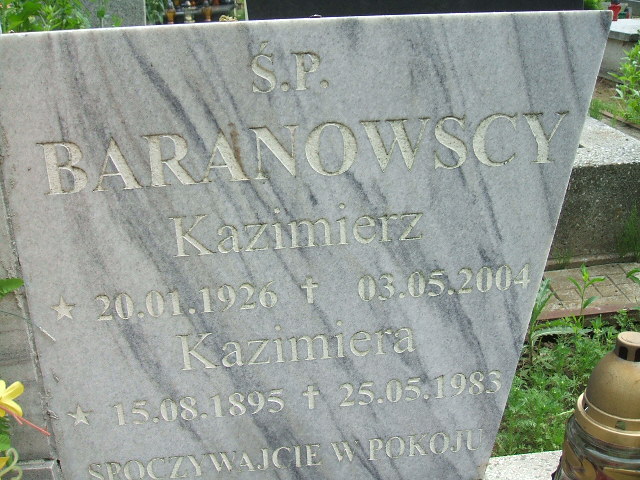 Ś.P.
BARANOWSCY
Kazimierz
★ 20.01.1926 † 03.05.2004
Kazimiera
★ 15.08.1895 † 25.05.1983
SPOCZYWAJCIE W POKOJU